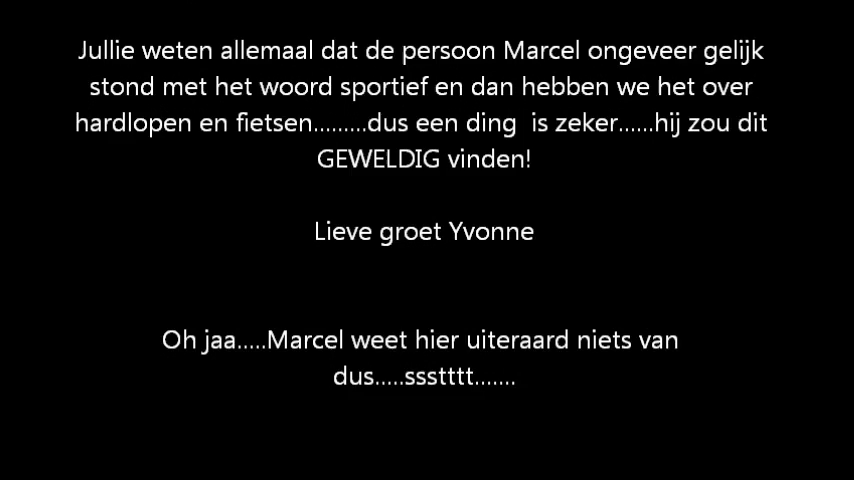 Jullie weten allemaal dat de persoon Marcel ongeveer gelijk
stond met het woord sportief en dan hebben we het over
hardlopen en fietsen.........dus een ding  is zeker......hij zou dit
GEWELDIG vinden!
Lieve groet Yvonne
Oh jaa.....Marcel weet hier uiteraard niets van
dus.....ssstttt.......